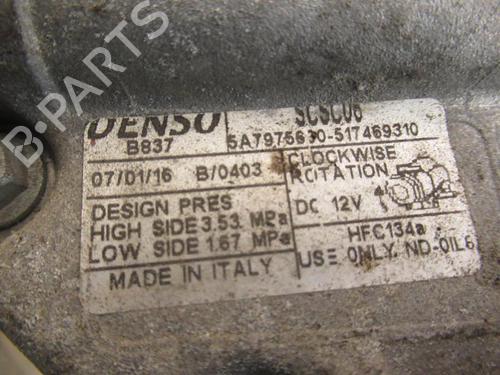 DENSO
SCSC06
B837
5A7975600-517469310
07/01/16 B/0403
CLOCKWISE
ROTATION
DESIGN PRES
HIGH SIDE 3.53 MPa
LOW SIDE 1.67 MPa
DC 12V
HFC134a
MADE IN ITALY
USE ONLY ND-OIL8
B-PARTS